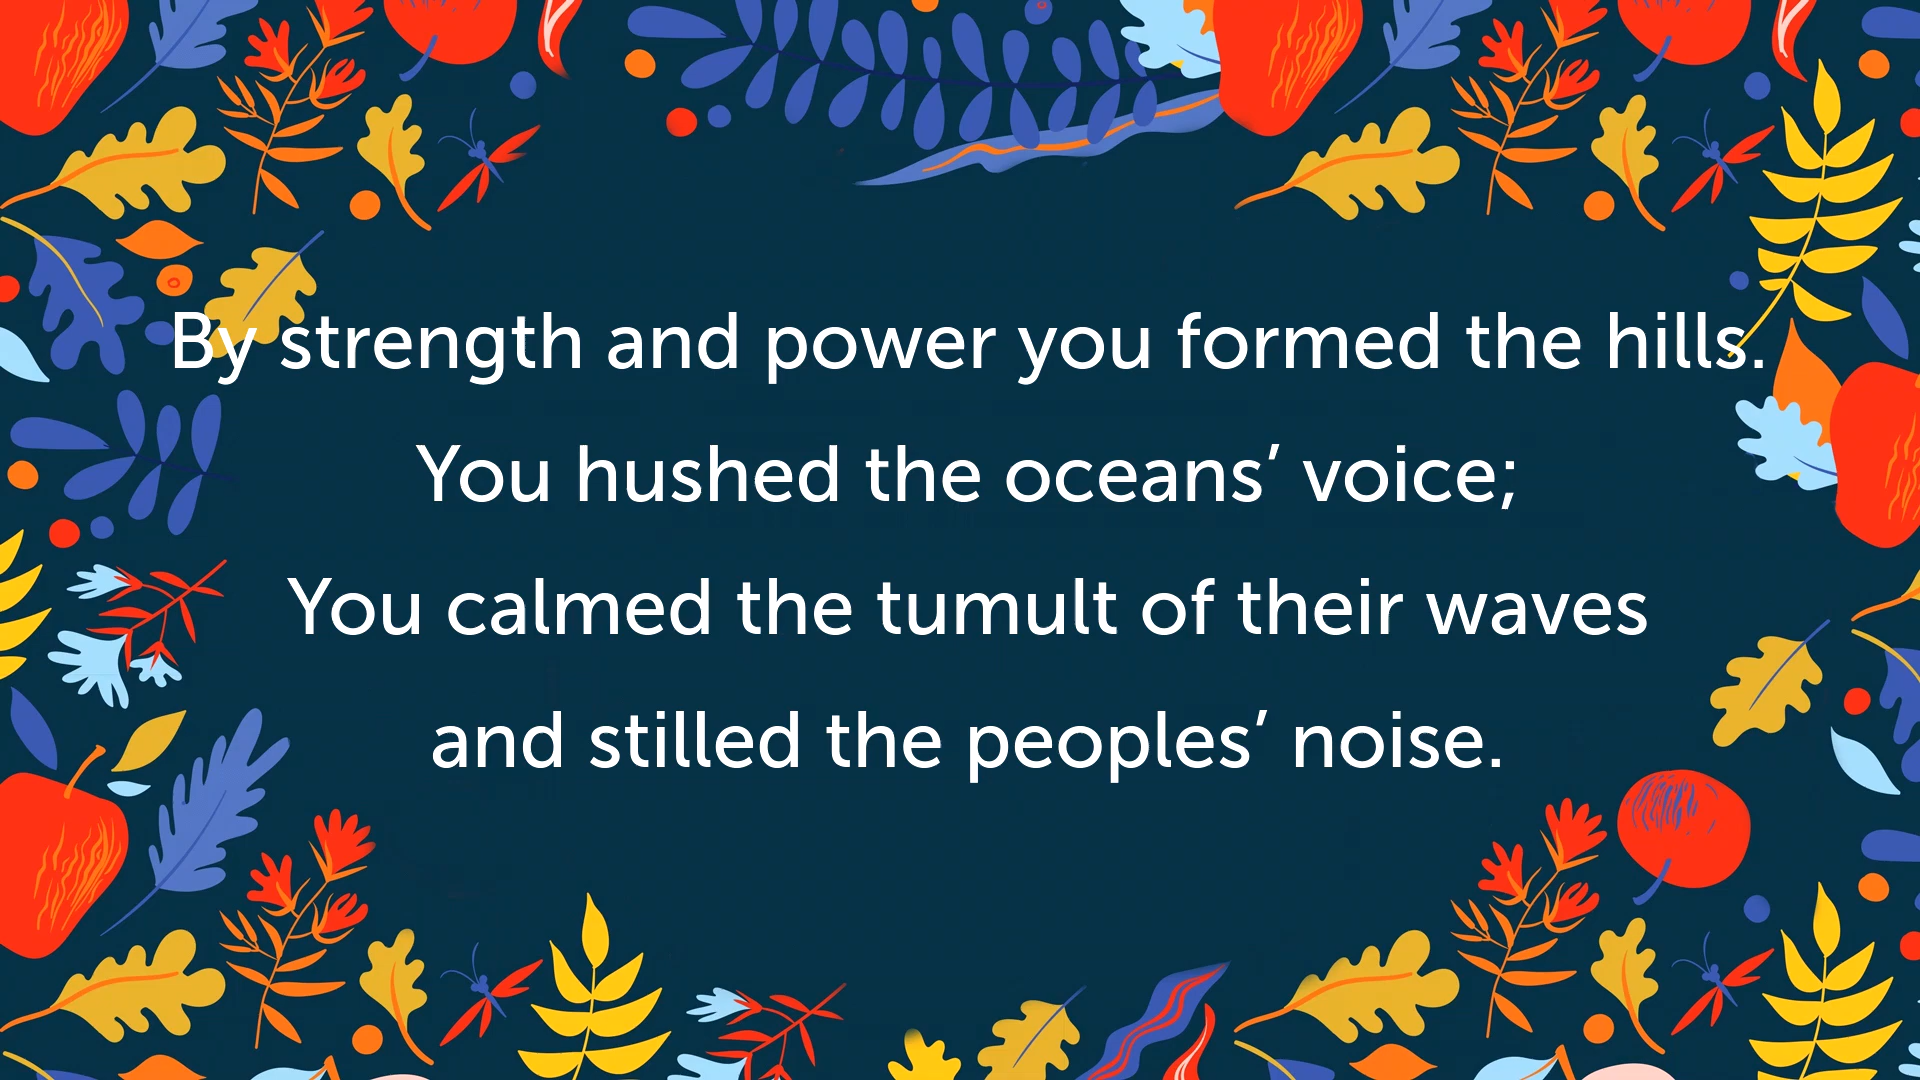 By strength and power you formed the hills.
You hushed the oceans’ voice;
You calmed the tumult of their waves
and stilled the peoples’ noise.